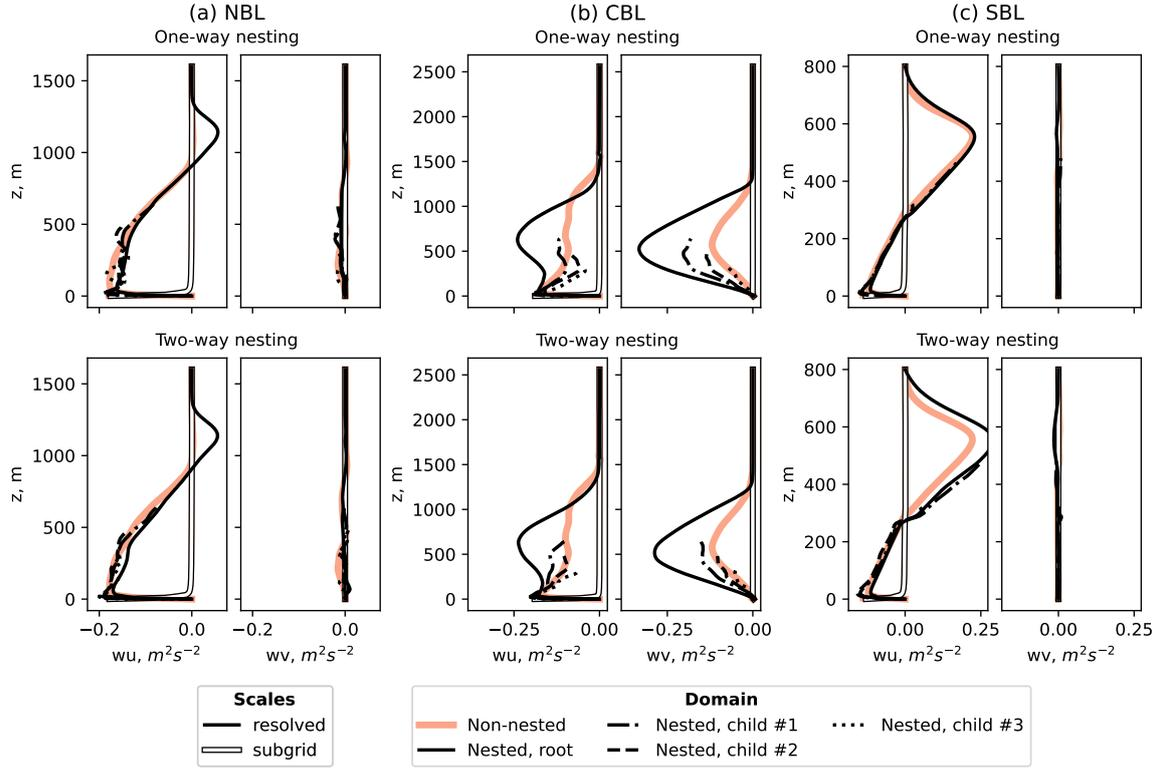 (a) NBL
(b) CBL
(c) SBL
One-way nesting
One-way nesting
One-way nesting
z, m
1500
1000
500
0
z, m
2500
2000
1500
1000
500
0
z, m
800
600
400
200
0
Two-way nesting
Two-way nesting
Two-way nesting
z, m
1500
1000
500
0
z, m
2500
2000
1500
1000
500
0
z, m
800
600
400
200
0
−0.2 0.0 −0.2 0.0
−0.25 0.00 −0.25 0.00
0.00 0.25 0.00 0.25
wu, m²s⁻² wv, m²s⁻²
wu, m²s⁻² wv, m²s⁻²
wu, m²s⁻² wv, m²s⁻²
Scales
resolved
subgrid
Domain
Non-nested
Nested, root
Nested, child #1
Nested, child #2
Nested, child #3